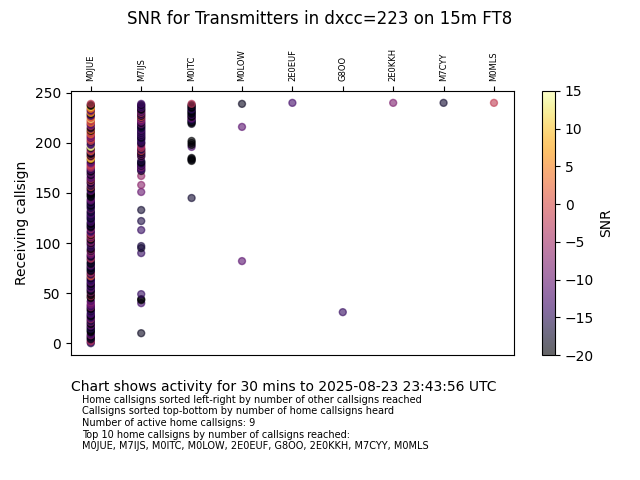 SNR for Transmitters in dxcc=223 on 15m FT8
M0JUE
M7IJS
M0ITC
M0LOW
2E0EUF
G8OO
2E0KKH
M7CYY
M0MLS
250
200
150
100
50
0
Receiving callsign
15
10
5
0
−5
−10
−15
−20
SNR
Chart shows activity for 30 mins to 2025-08-23 23:43:56 UTC
Home callsigns sorted left-right by number of other callsigns reached
Callsigns sorted top-bottom by number of home callsigns heard
Number of active home callsigns: 9
Top 10 home callsigns by number of callsigns reached:
M0JUE, M7IJS, M0ITC, M0LOW, 2E0EUF, G8OO, 2E0KKH, M7CYY, M0MLS